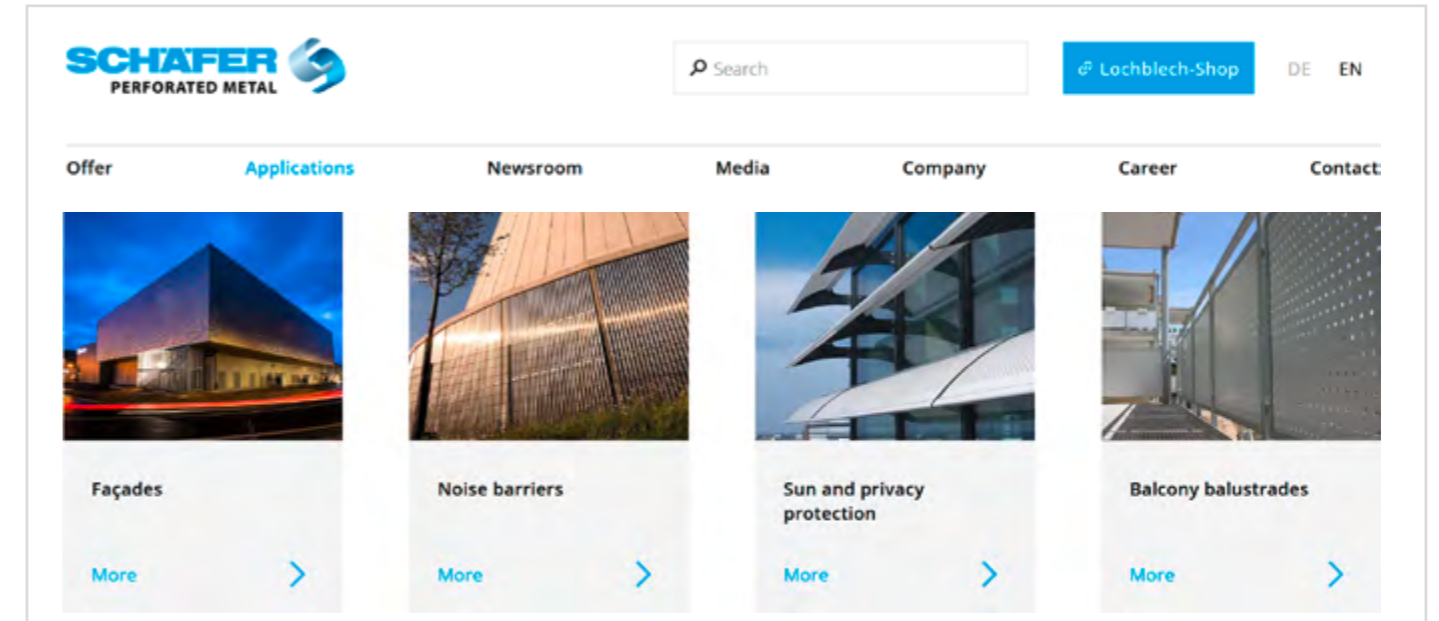 SCHÄFER
PERFORATED METAL
Search
Lochblech-Shop
DE EN
Offer Applications Newsroom Media Company Career Contact
Façades
Noise barriers
Sun and privacy
protection
Balcony balustrades
More
More
More
More